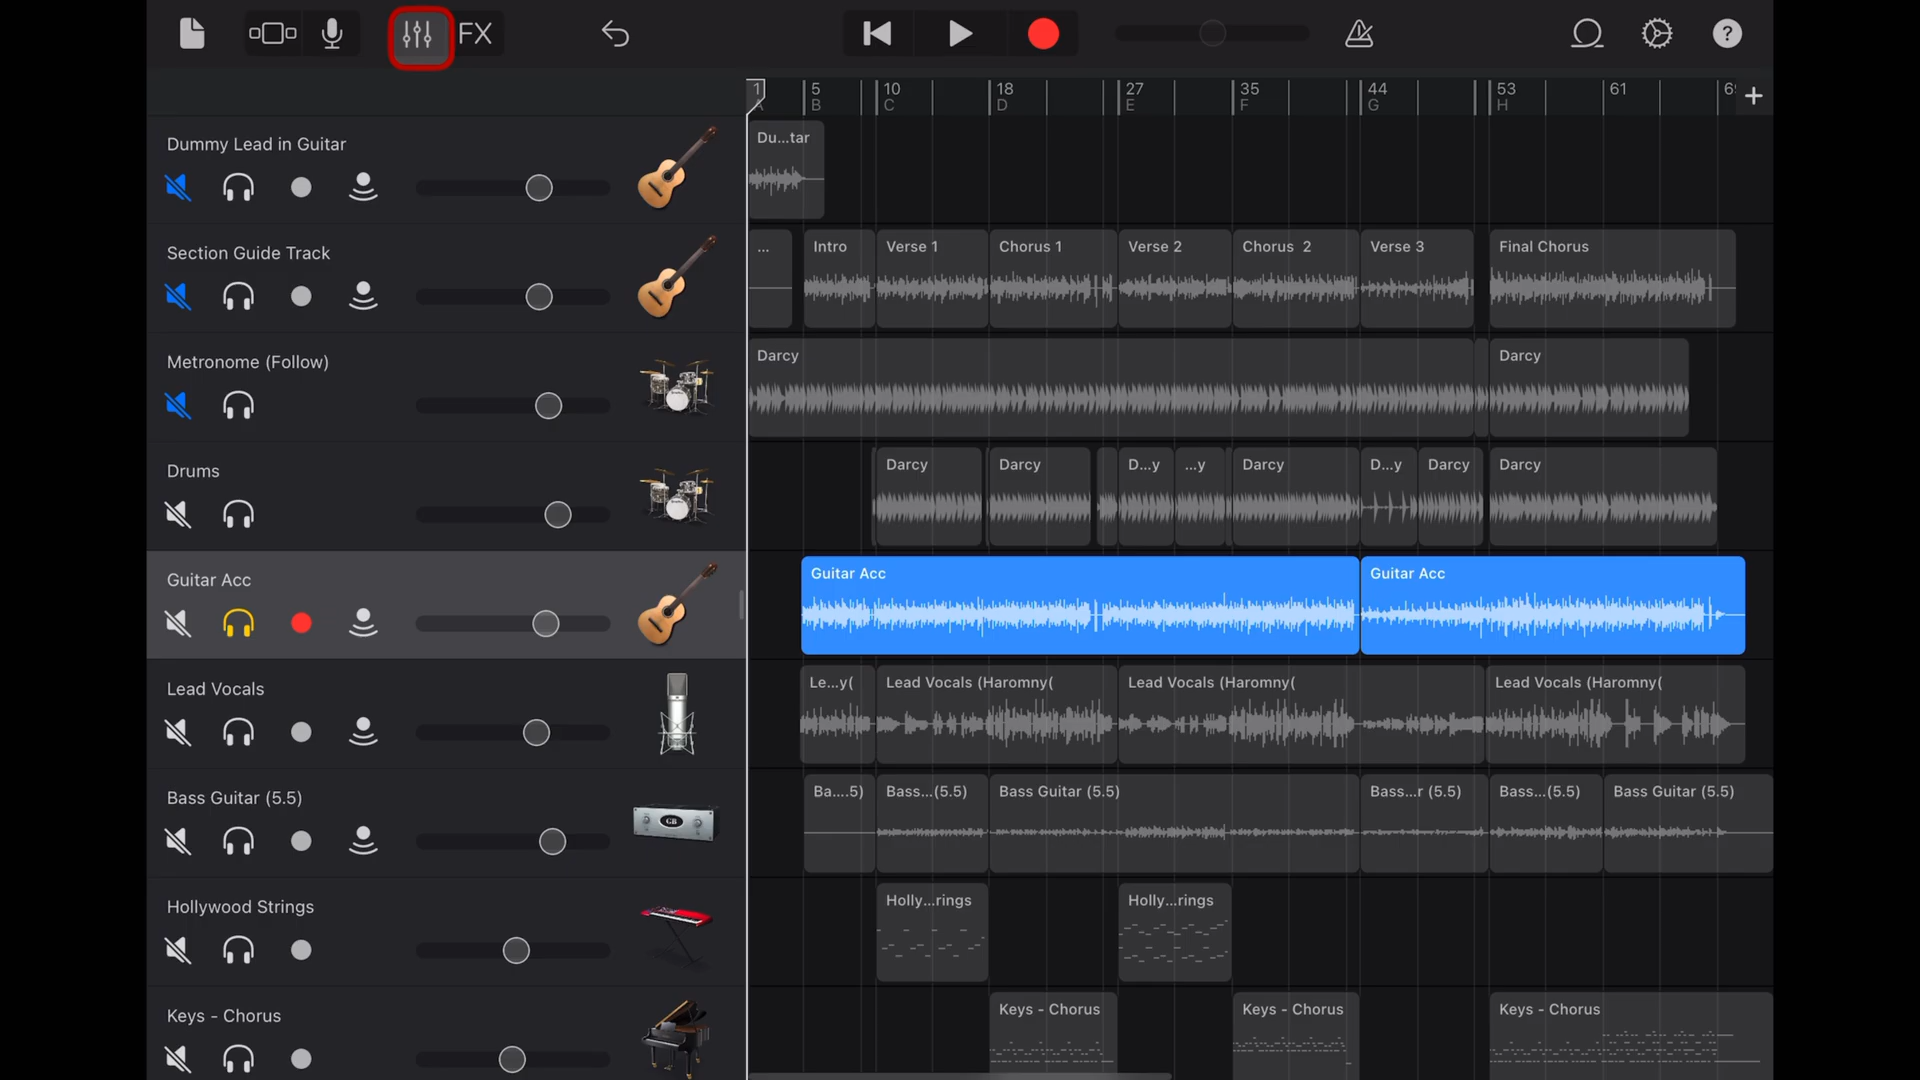 FX
?
1 5 10 18 27 35 44 53 61
A B C D E F G H
+
Dummy Lead in Guitar
Du...tar
Section Guide Track
...
Intro
Verse 1
Chorus 1
Verse 2
Chorus 2
Verse 3
Final Chorus
Metronome (Follow)
Darcy
Darcy
Drums
Darcy
Darcy
D...y
...y
Darcy
D...y
Darcy
Darcy
Guitar Acc
Guitar Acc
Guitar Acc
Lead Vocals
Le...y(
Lead Vocals (Haromny(
Lead Vocals (Haromny(
Lead Vocals (Haromny(
Bass Guitar (5.5)
GB
Ba....5)
Bass...(5.5)
Bass Guitar (5.5)
Bass...r (5.5)
Bass...(5.5)
Bass Guitar (5.5)
Hollywood Strings
Holly...rings
Holly...rings
Keys - Chorus
Keys - Chorus
Keys - Chorus
Keys - Chorus